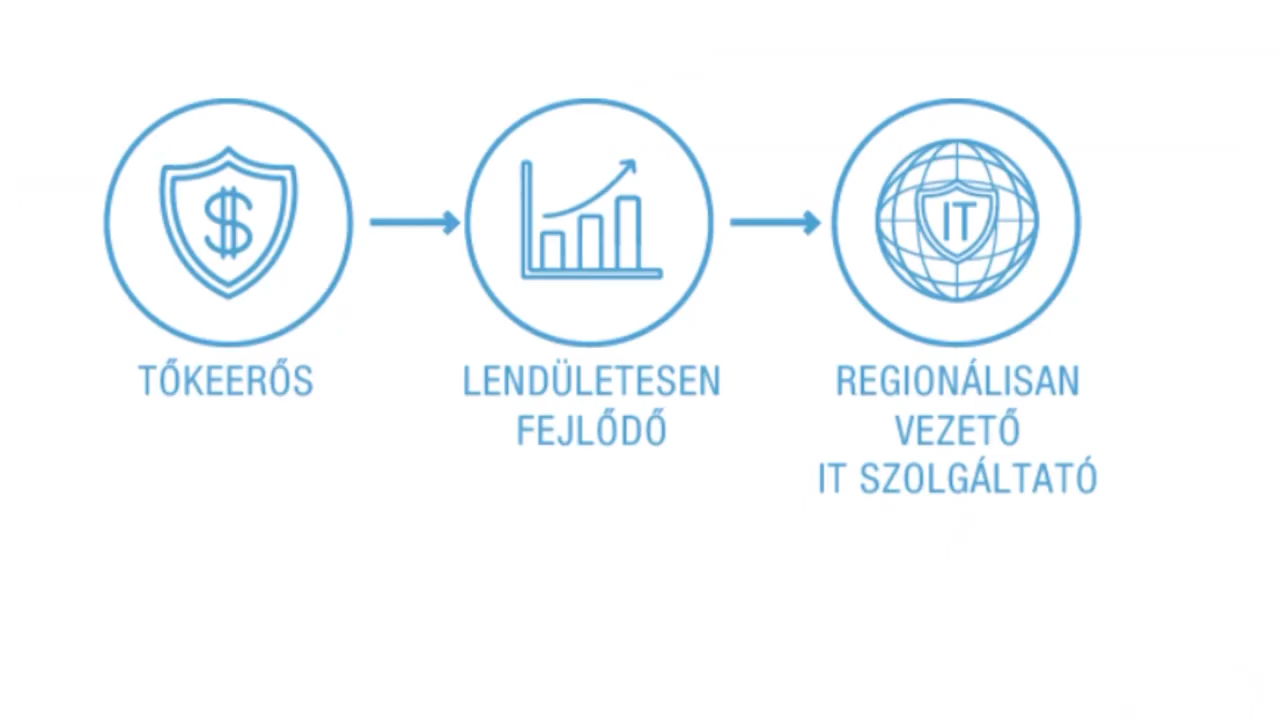 $
IT
TŐKEERŐS
LENDÜLETESEN
FEJLŐDŐ
REGIONÁLISAN
VEZETŐ
IT SZOLGÁLTATÓ